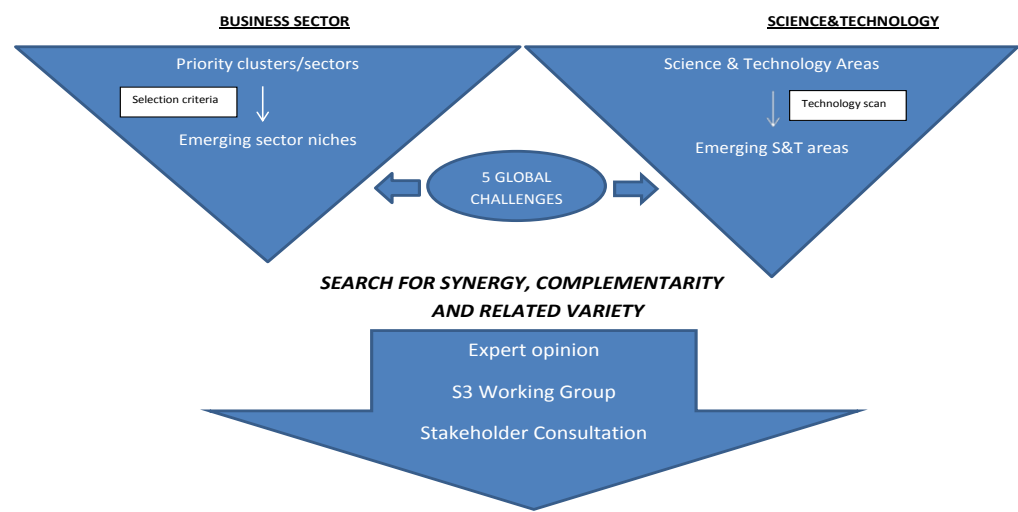 BUSINESS SECTOR
SCIENCE&TECHNOLOGY
Priority clusters/sectors
Selection criteria
Emerging sector niches
Science & Technology Areas
Technology scan
Emerging S&T areas
5 GLOBAL
CHALLENGES
SEARCH FOR SYNERGY, COMPLEMENTARITY
AND RELATED VARIETY
Expert opinion
S3 Working Group
Stakeholder Consultation